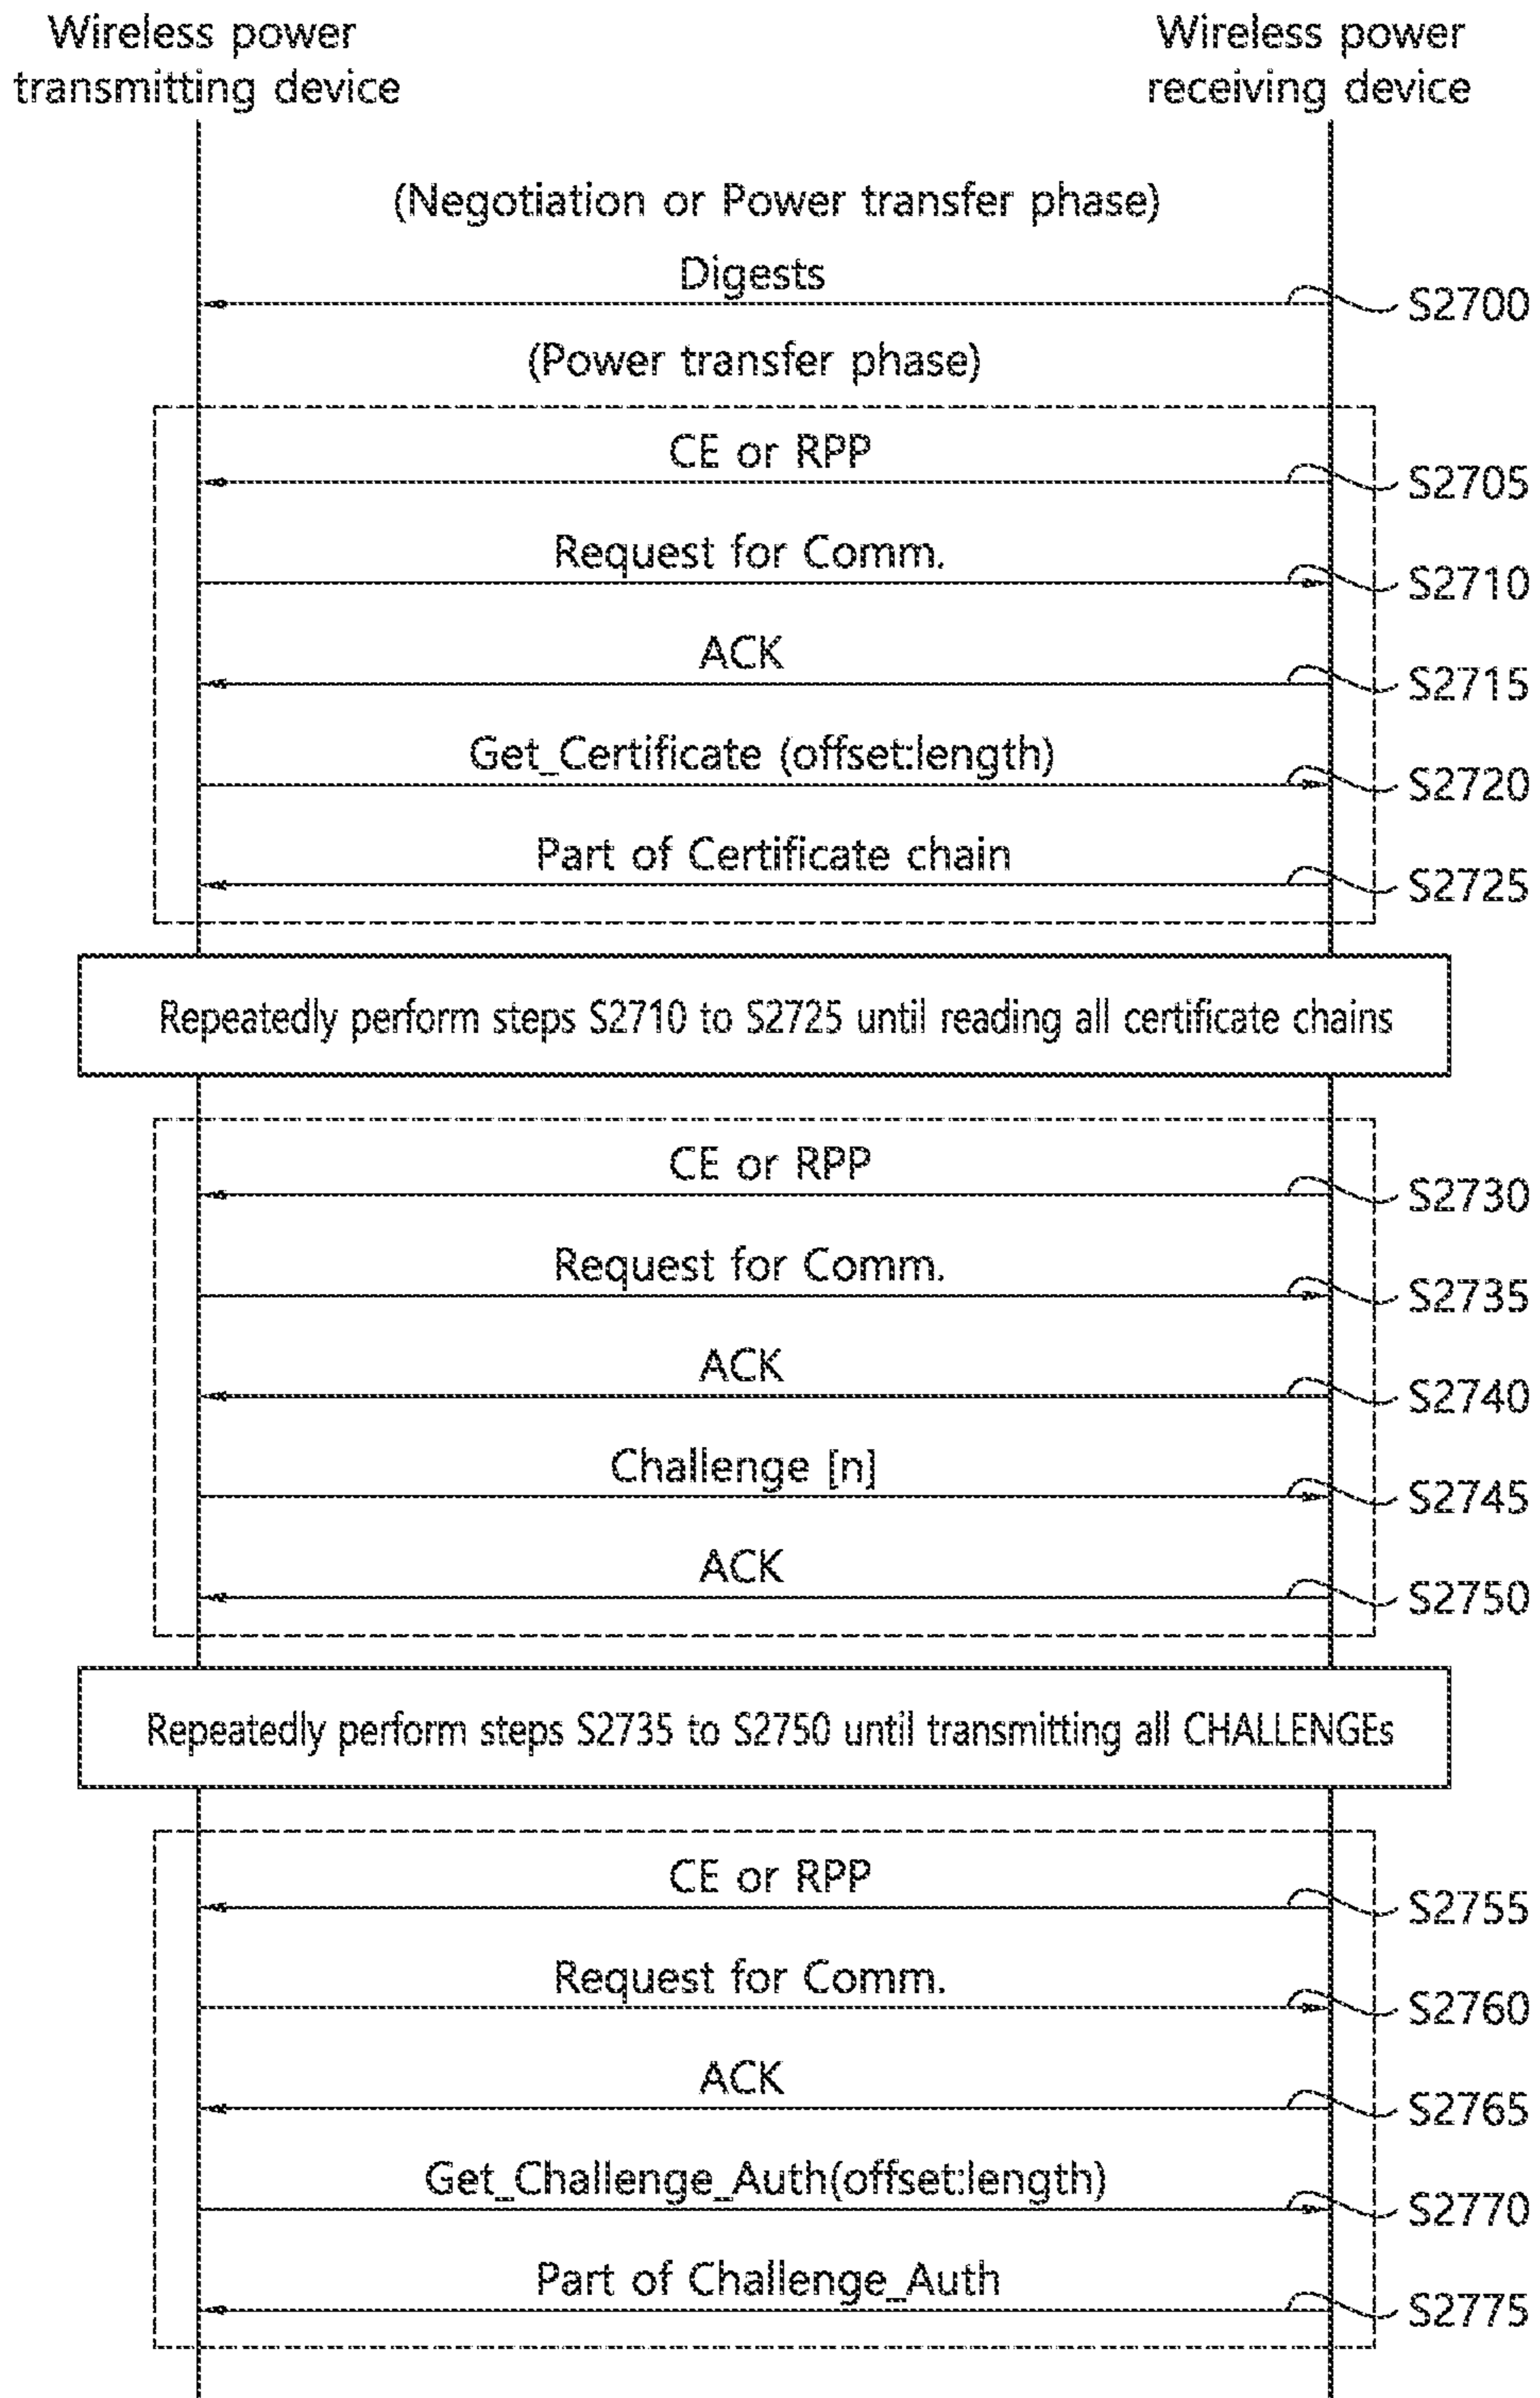 Wireless power
transmitting device
Wireless power
receiving device
(Negotiation or Power transfer phase)
Digests
S2700
(Power transfer phase)
CE or RPP
S2705
Request for Comm.
S2710
ACK
S2715
Get_Certificate (offset:length)
S2720
Part of Certificate chain
S2725
Repeatedly perform steps S2710 to S2725 until reading all certificate chains
CE or RPP
S2730
Request for Comm.
S2735
ACK
S2740
Challenge [n]
S2745
ACK
S2750
Repeatedly perform steps S2735 to S2750 until transmitting all CHALLENGEs
CE or RPP
S2755
Request for Comm.
S2760
ACK
S2765
Get_Challenge_Auth(offset:length)
S2770
Part of Challenge_Auth
S2775